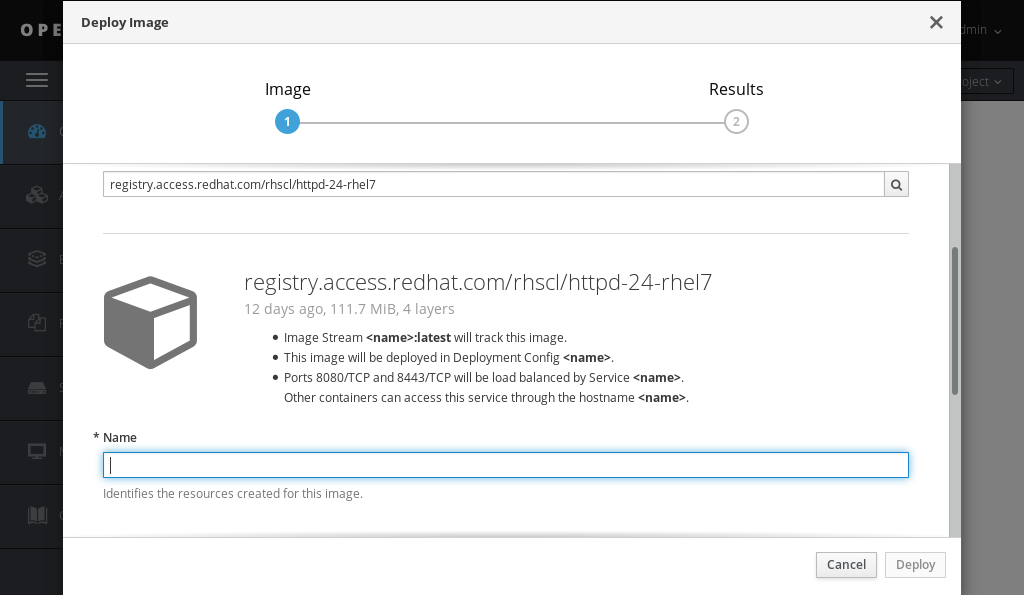 Deploy Image
OPE
dmin
oject
Image
Results
1
2
registry.access.redhat.com/rhscl/httpd-24-rhel7
registry.access.redhat.com/rhscl/httpd-24-rhel7
12 days ago, 111.7 MiB, 4 layers
Image Stream <name>:latest will track this image.
This image will be deployed in Deployment Config <name>.
Ports 8080/TCP and 8443/TCP will be load balanced by Service <name>.
Other containers can access this service through the hostname <name>.
* Name
Identifies the resources created for this image.
Cancel
Deploy